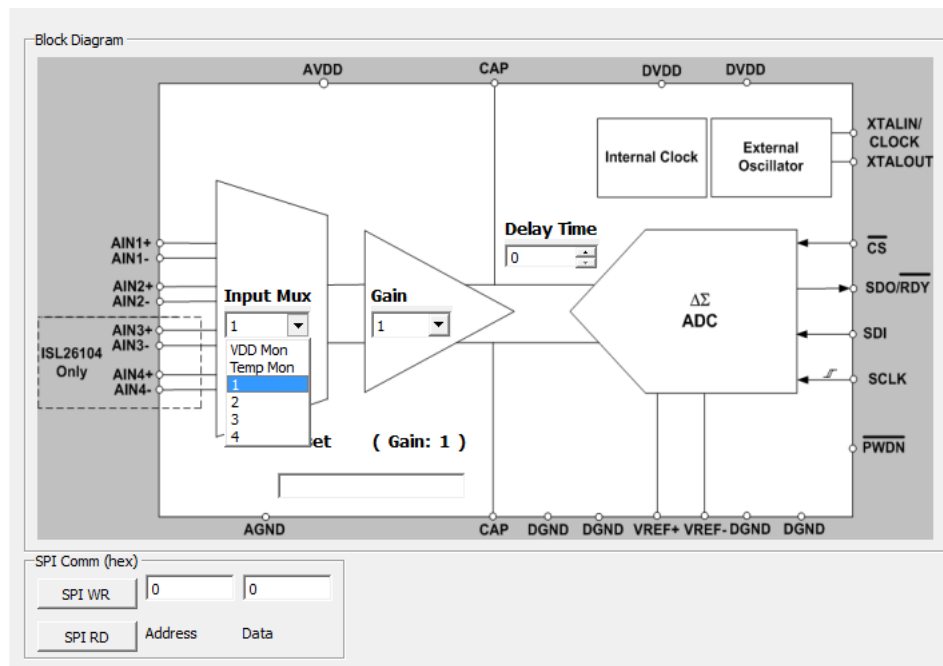 Block Diagram
AVDD
CAP
DVDD
DVDD
XTALIN/
CLOCK
XTALOUT
Internal Clock
External
Oscillator
Delay Time
0
AIN1+
AIN1-
AIN2+
AIN2-
AIN3+
AIN3-
AIN4+
AIN4-
ISL26104
Only
Input Mux
1
VDD Mon
Temp Mon
1
2
3
4
Gain
1
ΔΣ
ADC
CS
SDO/RDY
SDI
SCLK
PWDN
et ( Gain: 1 )
AGND
CAP
DGND
DGND
VREF+
VREF-
DGND
DGND
SPI Comm (hex)
SPI WR
0
0
SPI RD
Address
Data